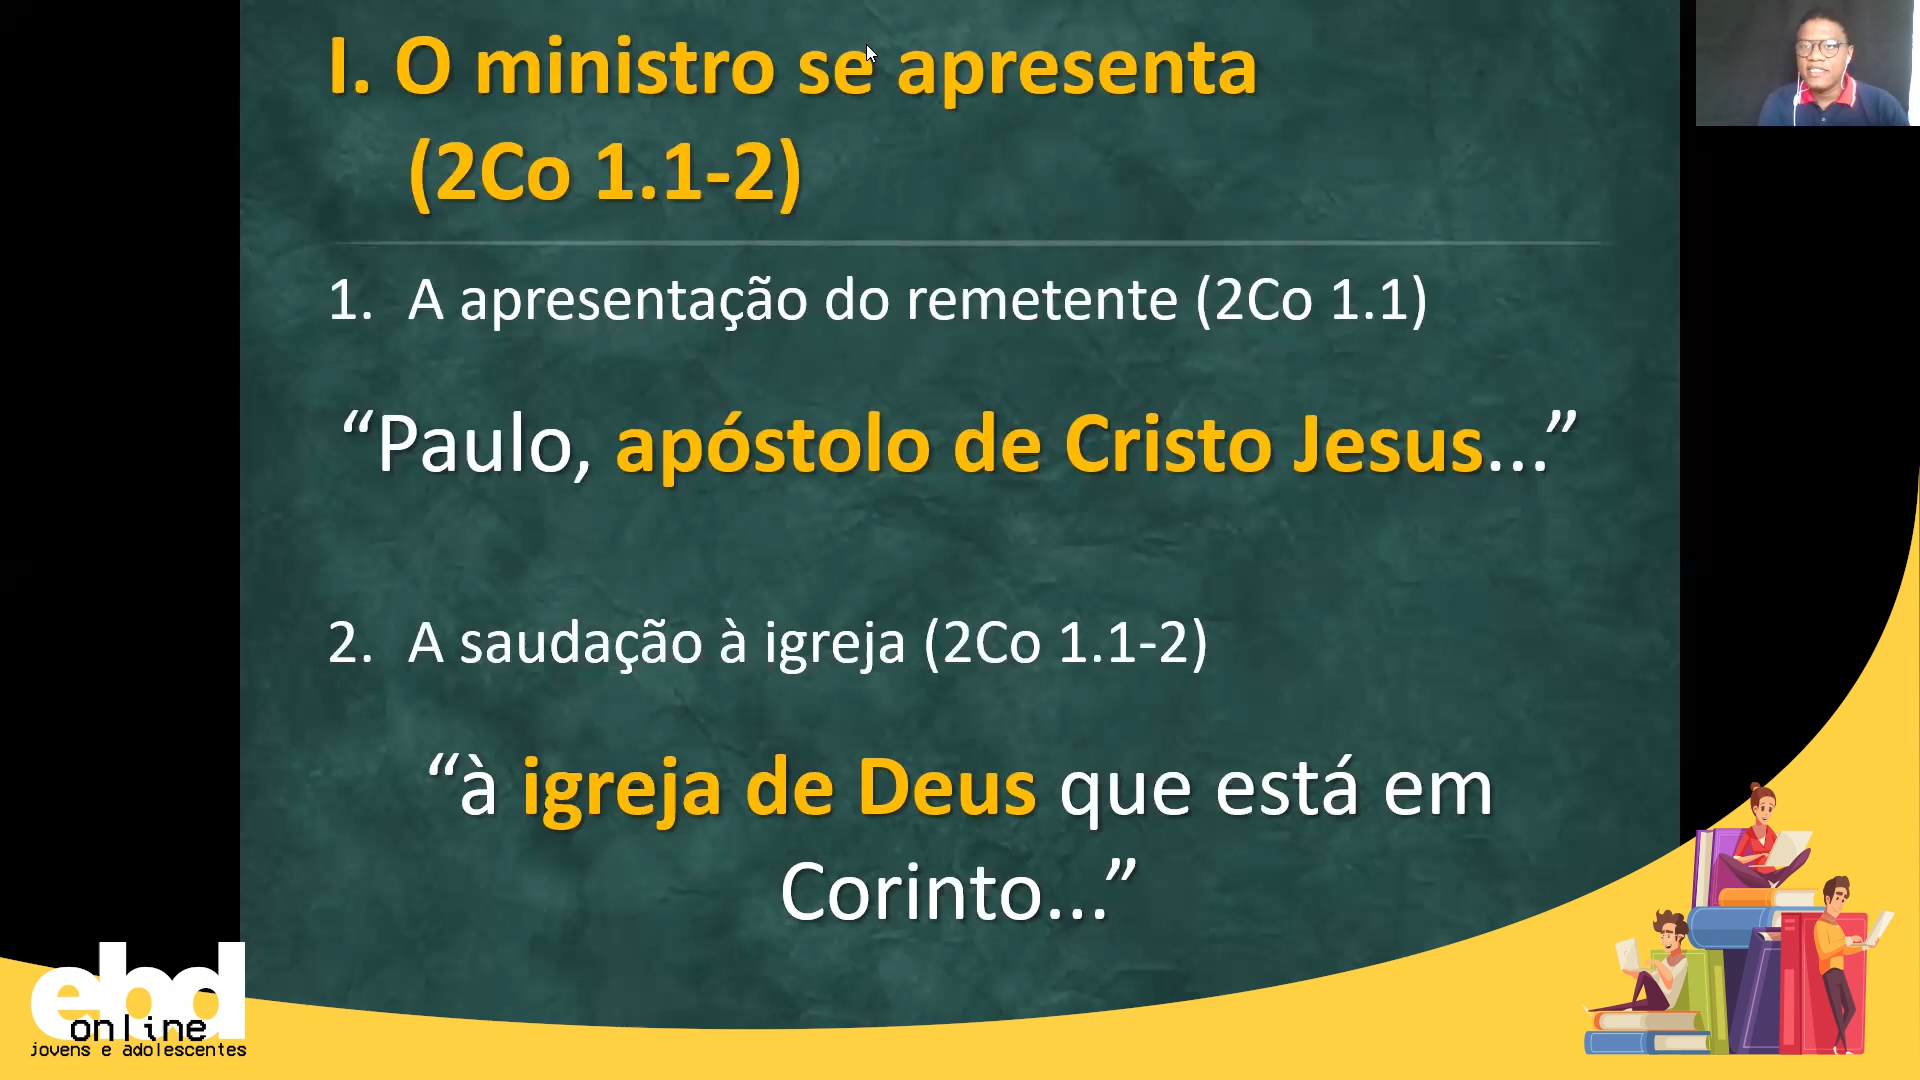 I. O ministro se apresenta
(2Co 1.1-2)
1. A apresentação do remetente (2Co 1.1)
“Paulo, apóstolo de Cristo Jesus...”
2. A saudação à igreja (2Co 1.1-2)
“à igreja de Deus que está em
Corinto...”
ebd
online
jovens e adolescentes